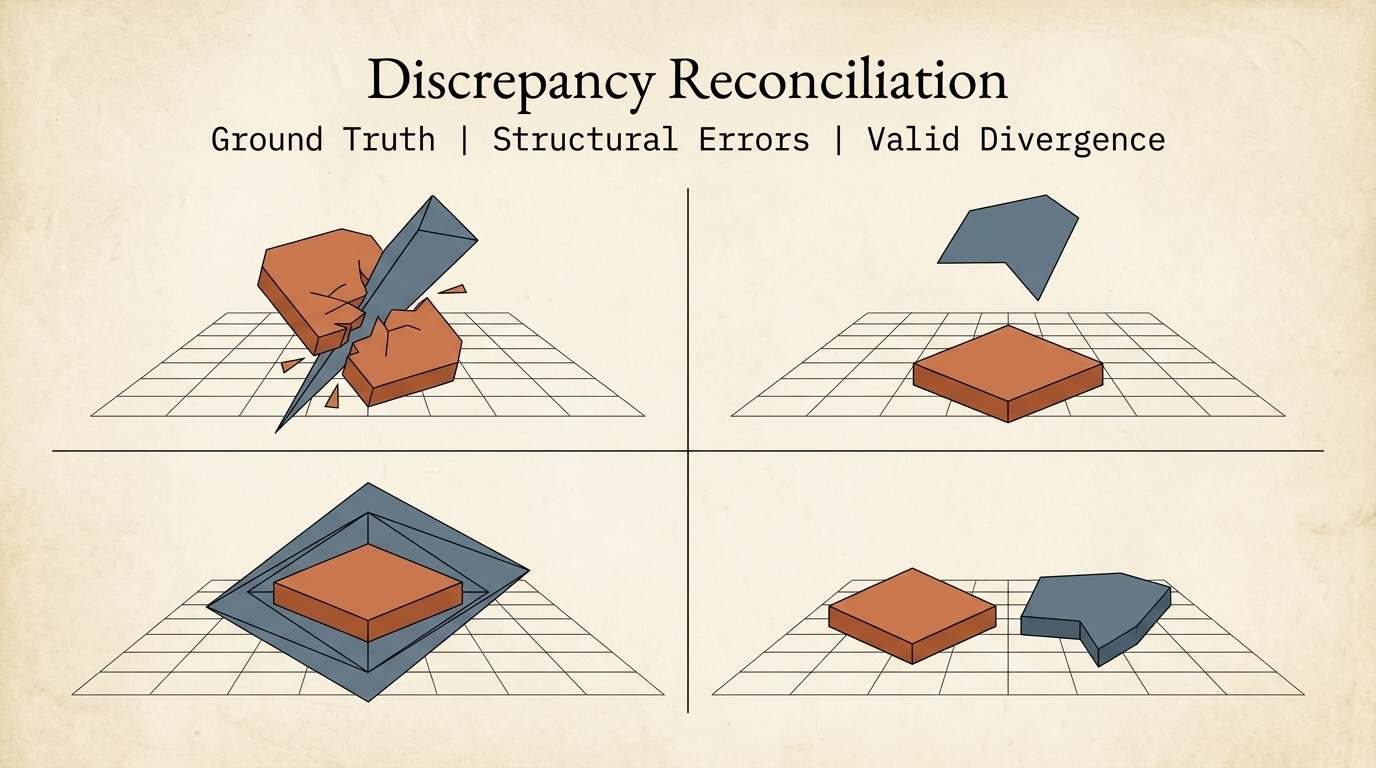 Discrepancy Reconciliation
Ground Truth | Structural Errors | Valid Divergence